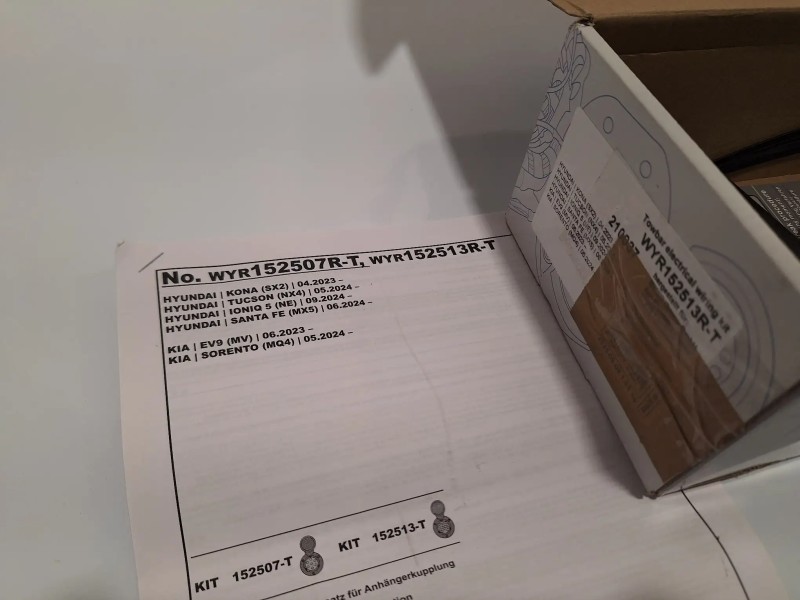 No. WYR152507R-T, WYR152513R-T
HYUNDAI | KONA (SX2) | 04.2023 –
HYUNDAI | TUCSON (NX4) | 05.2024 –
HYUNDAI | IONIQ 5 (NE) | 09.2024 –
HYUNDAI | SANTA FE (MX5) | 06.2024 –
KIA | EV9 (MV) | 06.2023 –
KIA | SORENTO (MQ4) | 05.2024 –
KIT 152507-T KIT 152513-T
für Anhängerkupplung
Towbar electrical wiring kit
WYR152513R-T